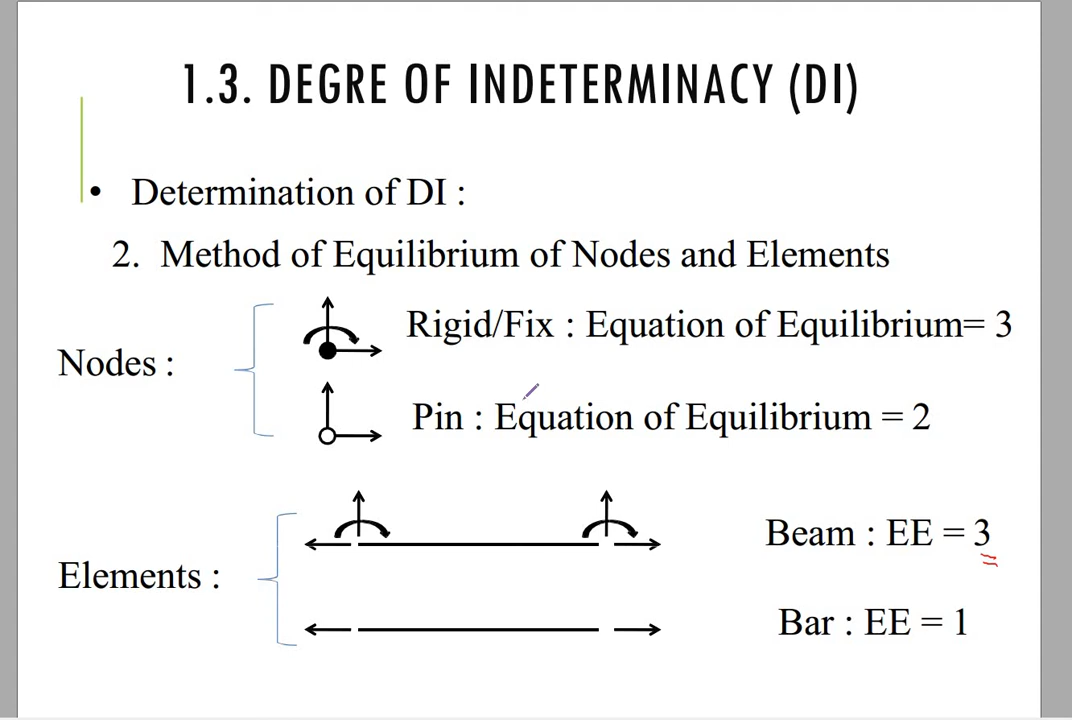 1.3. DEGRE OF INDETERMINACY (DI)
• Determination of DI :
2. Method of Equilibrium of Nodes and Elements
Nodes :
Rigid/Fix : Equation of Equilibrium= 3
Pin : Equation of Equilibrium = 2
Elements :
Beam : EE = 3
Bar : EE = 1